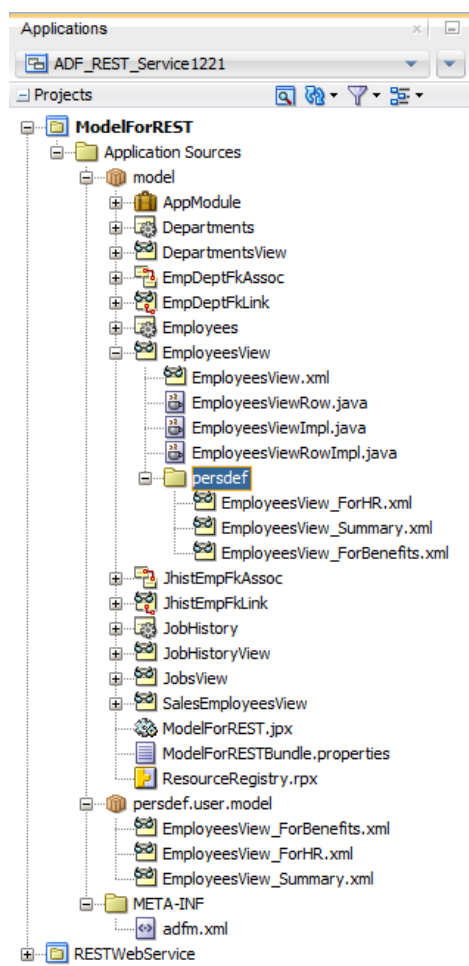 Applications
ADF_REST_Service1221
Projects
ModelForREST
Application Sources
model
AppModule
Departments
DepartmentsView
EmpDeptFkAssoc
EmpDeptFkLink
Employees
EmployeesView
EmployeesView.xml
EmployeesViewRow.java
EmployeesViewImpl.java
EmployeesViewRowImpl.java
persdef
EmployeesView_ForHR.xml
EmployeesView_Summary.xml
EmployeesView_ForBenefits.xml
JhistEmpFkAssoc
JhistEmpFkLink
JobHistory
JobHistoryView
JobsView
SalesEmployeesView
ModelForREST.jpx
ModelForRESTBundle.properties
ResourceRegistry.rpx
persdef.user.model
EmployeesView_ForBenefits.xml
EmployeesView_ForHR.xml
EmployeesView_Summary.xml
META-INF
adfm.xml
RESTWebService